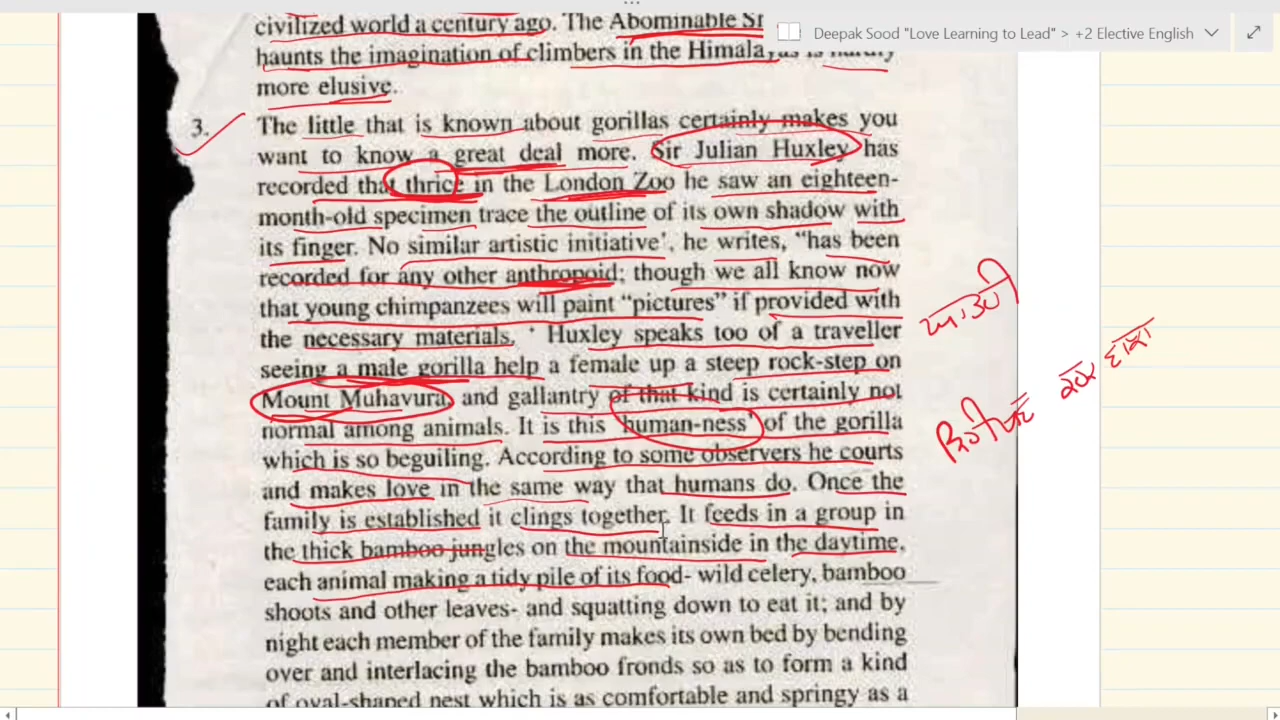 civilized world a century ago. The Abominable Sr
Deepak Sood "Love Learning to Lead" > +2 Elective English
haunts the imagination of climbers in the Himalayas is hardly
more elusive.
3. The little that is known about gorillas certainly makes you
want to know a great deal more. Sir Julian Huxley has
recorded that thrice in the London Zoo he saw an eighteen-
month-old specimen trace the outline of its own shadow with
its finger. No similar artistic initiative', he writes, "has been
recorded for any other anthropoid; though we all know now
that young chimpanzees will paint "pictures" if provided with
the necessary materials. ' Huxley speaks too of a traveller
seeing a male gorilla help a female up a steep rock-step on
Mount Muhavura, and gallantry of that kind is certainly not
normal among animals. It is this 'human-ness' of the gorilla
which is so beguiling. According to some observers he courts
and makes love in the same way that humans do. Once the
family is established it clings together. It feeds in a group in
the thick bamboo jungles on the mountainside in the daytime,
each animal making a tidy pile of its food- wild celery, bamboo
shoots and other leaves- and squatting down to eat it; and by
night each member of the family makes its own bed by bending
over and interlacing the bamboo fronds so as to form a kind
of oval-shaped nest which is as comfortable and springy as a